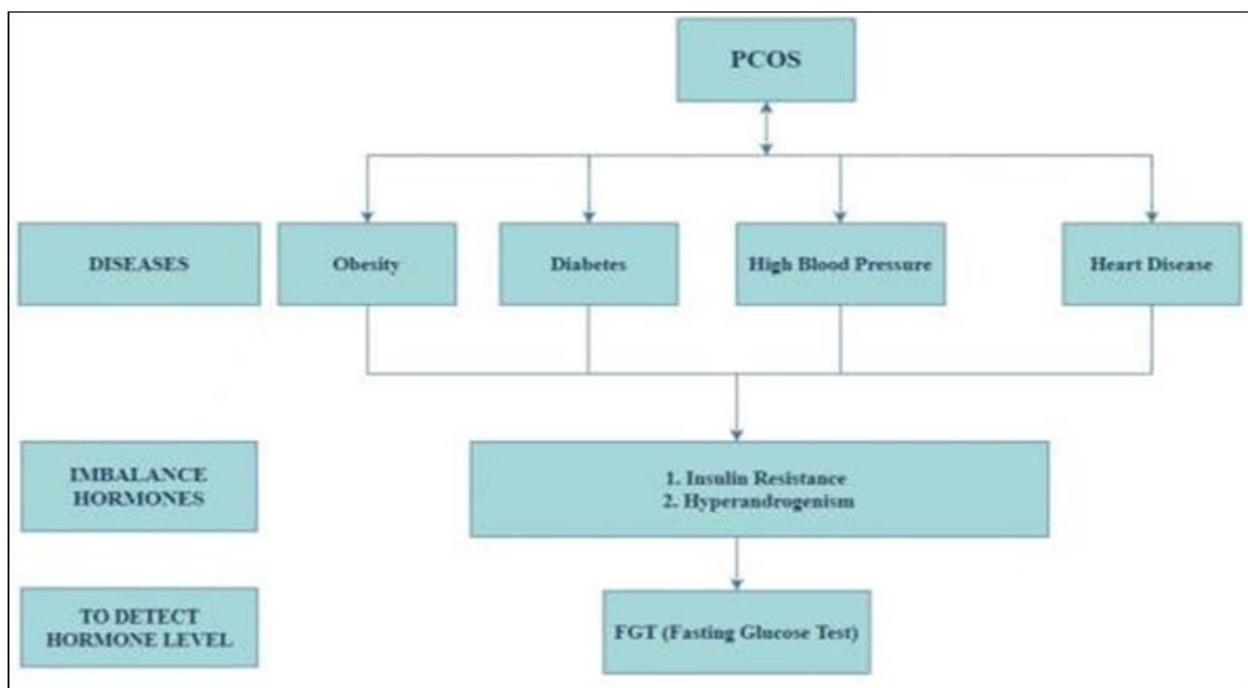 PCOS
DISEASES
Obesity
Diabetes
High Blood Pressure
Heart Disease
IMBALANCE
HORMONES
1. Insulin Resistance
2. Hyperandrogenism
TO DETECT
HORMONE LEVEL
FGT (Fasting Glucose Test)